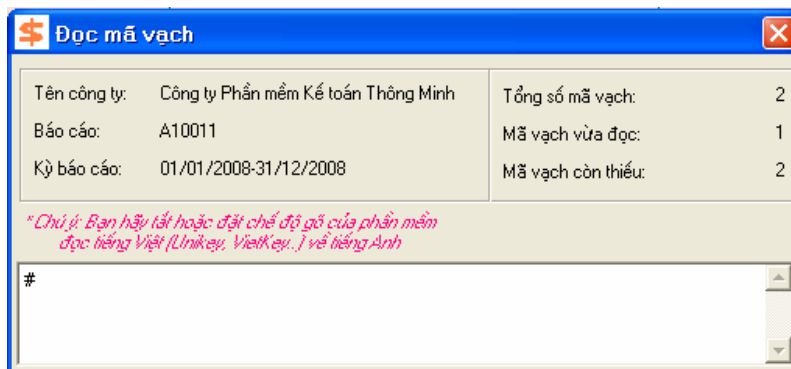 Đọc mã vạch
Tên công ty: Công ty Phần mềm Kế toán Thông Minh
Báo cáo: A10011
Kỳ báo cáo: 01/01/2008-31/12/2008
Tổng số mã vạch: 2
Mã vạch vừa đọc: 1
Mã vạch còn thiếu: 2
*Chú ý: Bạn hãy tắt hoặc đặt chế độ gõ của phần mềm
đọc tiếng Việt (Unikey, VietKey..) về tiếng Anh
#